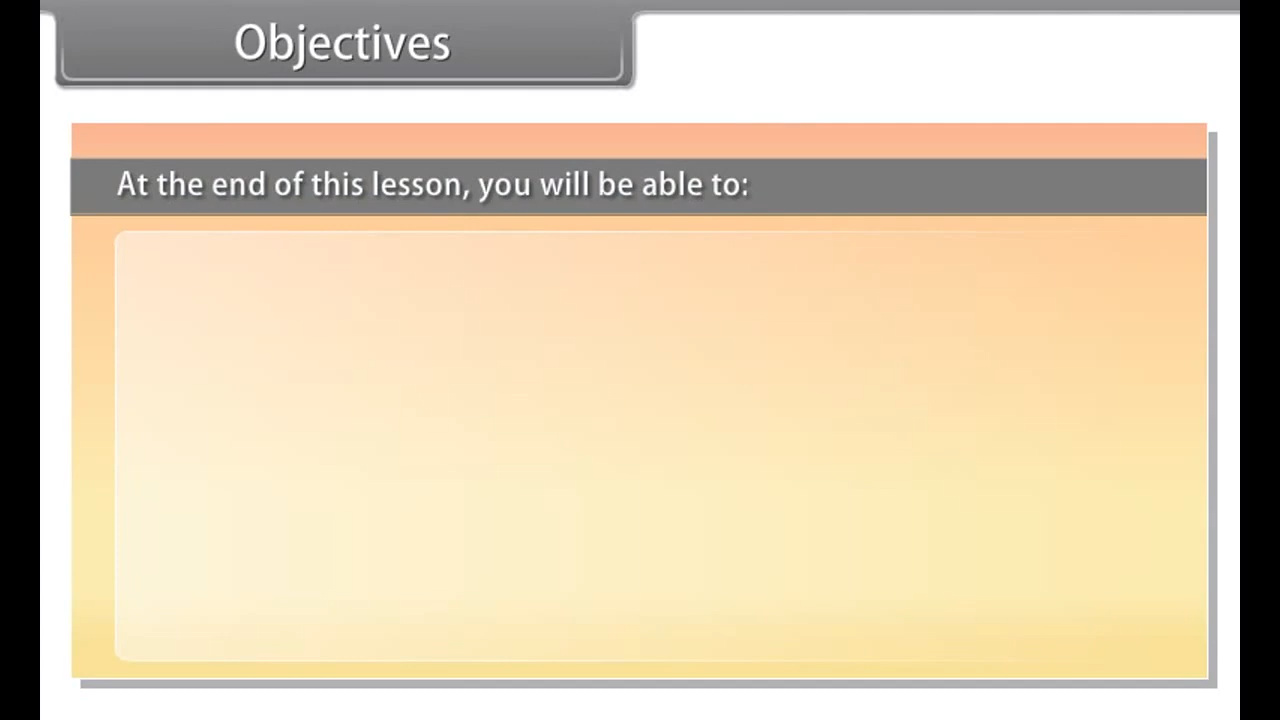 Objectives
At the end of this lesson, you will be able to: